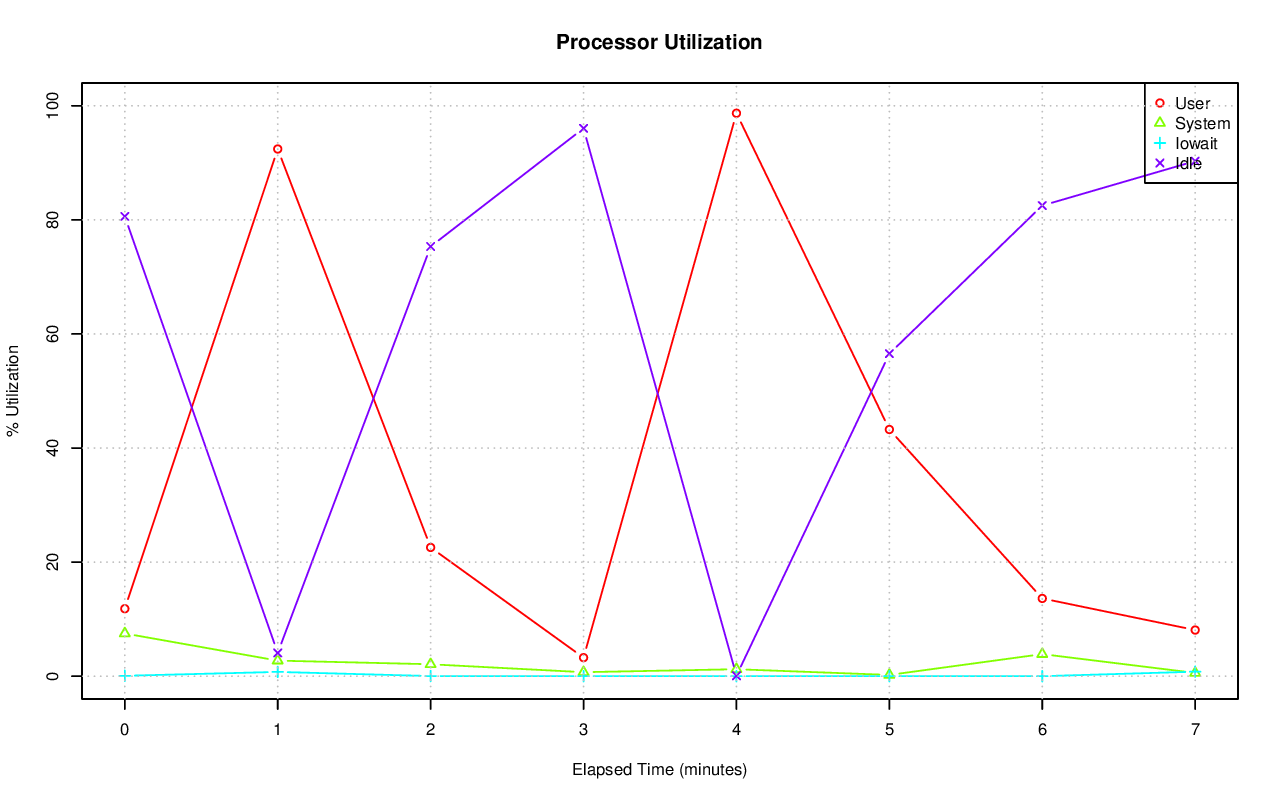 Processor Utilization
100
80
60
40
20
0
% Utilization
User
System
Iowait
Idle
0 1 2 3 4 5 6 7
Elapsed Time (minutes)